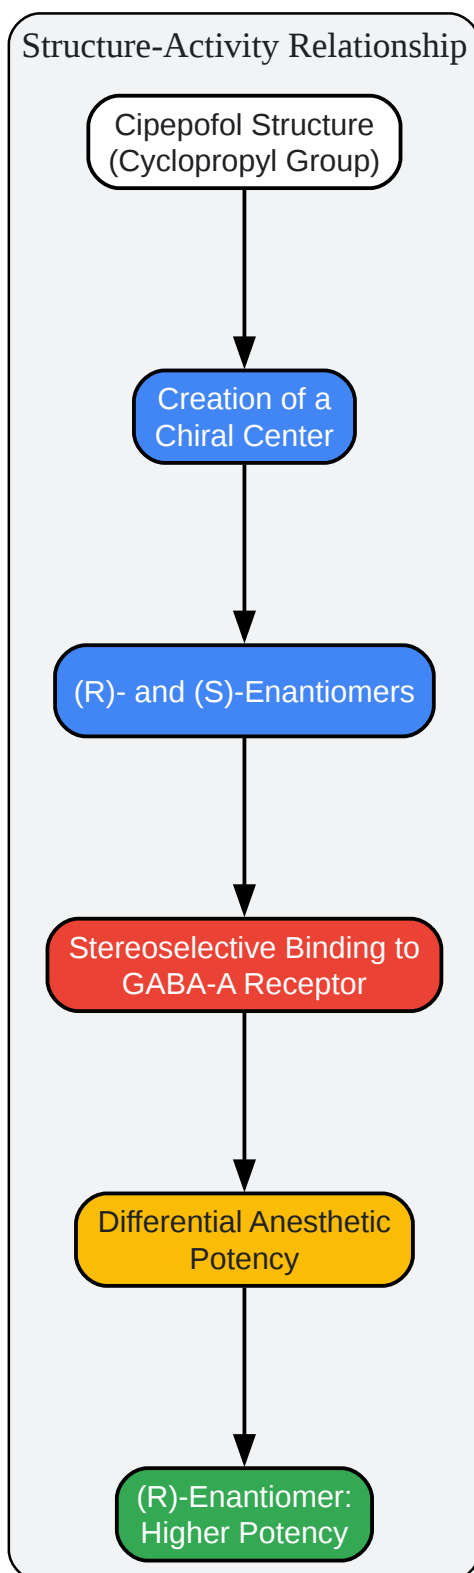 Structure-Activity Relationship
Cipepofol Structure
(Cyclopropyl Group)
Creation of a
Chiral Center
(R)- and (S)-Enantiomers
Stereoselective Binding to
GABA-A Receptor
Differential Anesthetic
Potency
(R)-Enantiomer:
Higher Potency